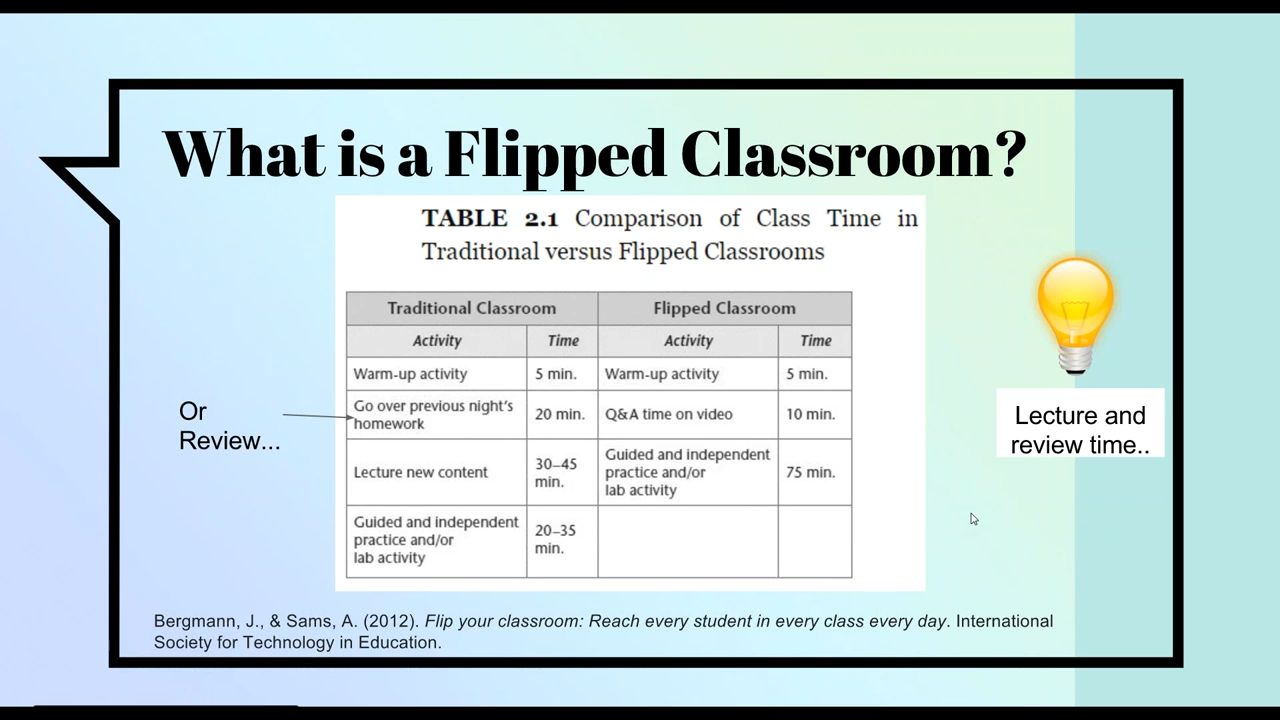 What is a Flipped Classroom?
TABLE 2.1 Comparison of Class Time in
Traditional versus Flipped Classrooms
Traditional Classroom Flipped Classroom
Activity Time Activity Time
Warm-up activity 5 min. Warm-up activity 5 min.
Go over previous night's
homework 20 min. Q&A time on video 10 min.
Lecture new content 30–45
min. Guided and independent
practice and/or
lab activity 75 min.
Guided and independent
practice and/or
lab activity 20–35
min.
Or
Review...
Lecture and
review time..
Bergmann, J., & Sams, A. (2012). Flip your classroom: Reach every student in every class every day. International
Society for Technology in Education.